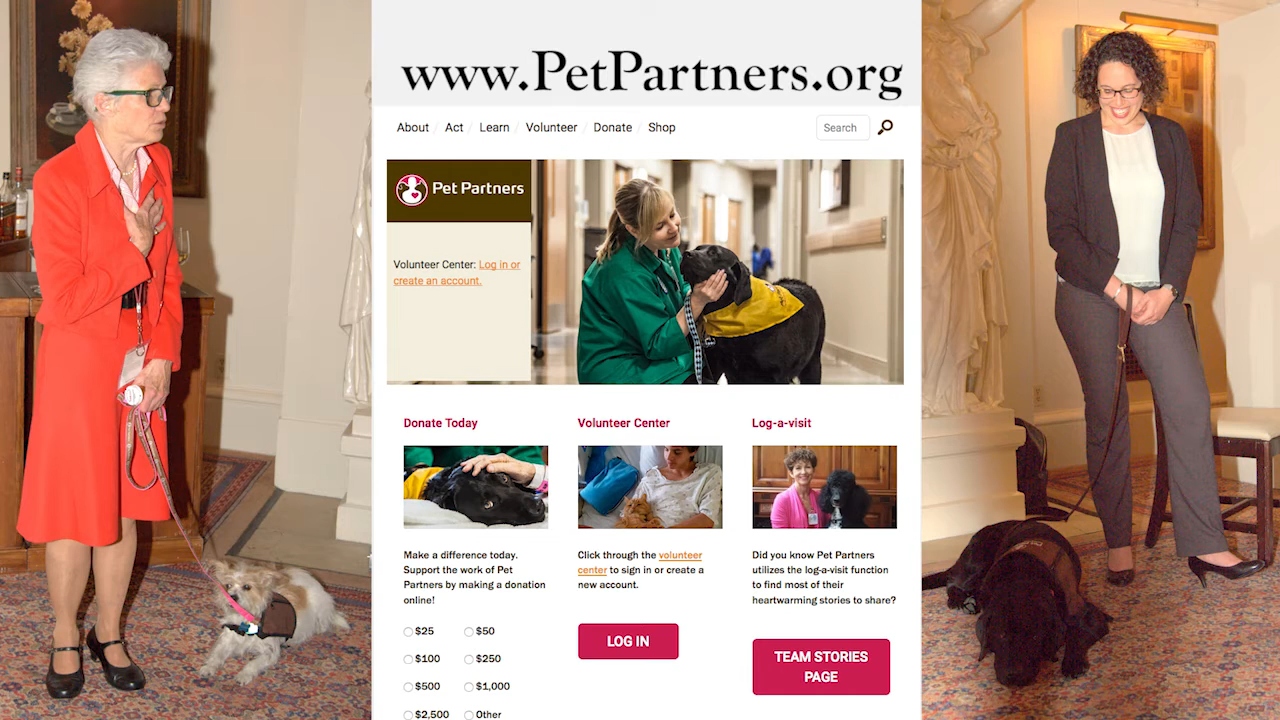 www.PetPartners.org
About / Act / Learn / Volunteer / Donate / Shop
Search
Pet Partners
Volunteer Center: Log in or
create an account.
Donate Today
Make a difference today.
Support the work of Pet
Partners by making a donation
online!
$25 $50
$100 $250
$500 $1,000
$2,500 Other
Volunteer Center
Click through the volunteer
center to sign in or create a
new account.
LOG IN
Log-a-visit
Did you know Pet Partners
utilizes the log-a-visit function
to find most of their
heartwarming stories to share?
TEAM STORIES
PAGE